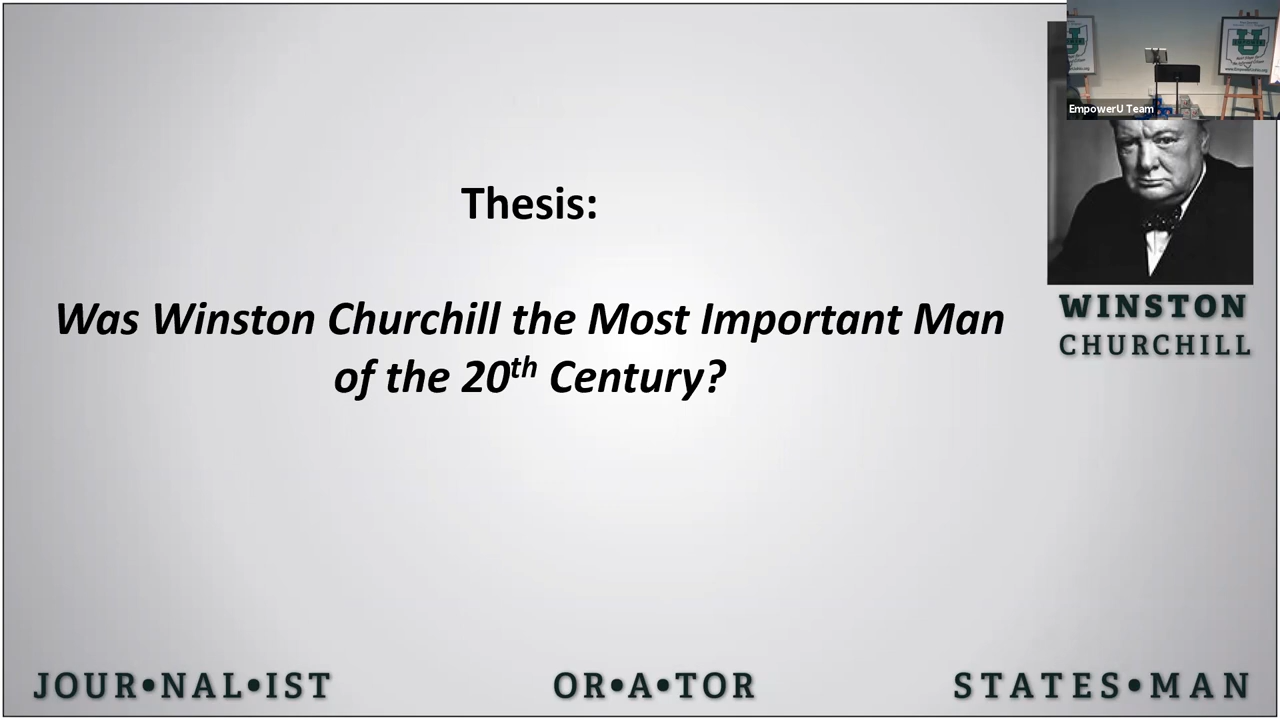 Thesis:
Was Winston Churchill the Most Important Man
of the 20th Century?
EmpowerU Team
WINSTON
CHURCHILL
JOUR•NAL•IST
OR•A•TOR
STATES•MAN